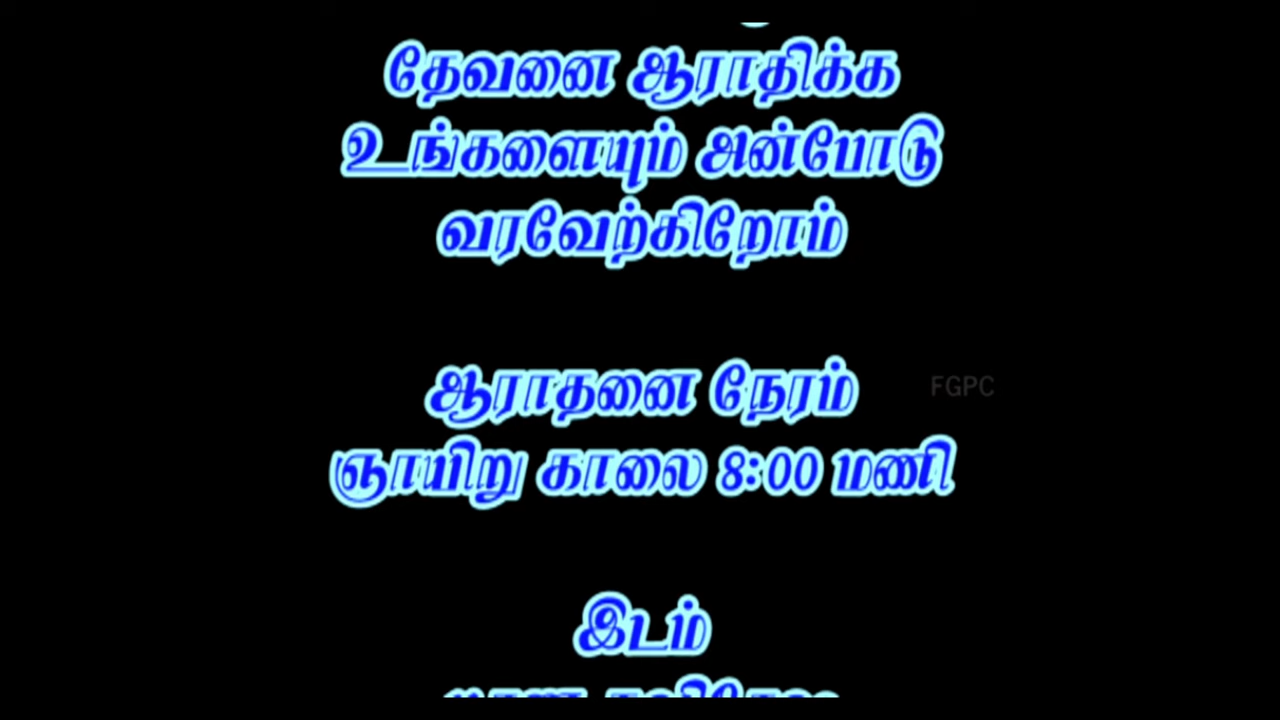 தேவனை ஆராதிக்க
உங்களையும் அன்போடு
வரவேற்கிறோம்
ஆராதனை நேரம்
FGPC
ஞாயிறு காலை 8:00 மணி
இடம்